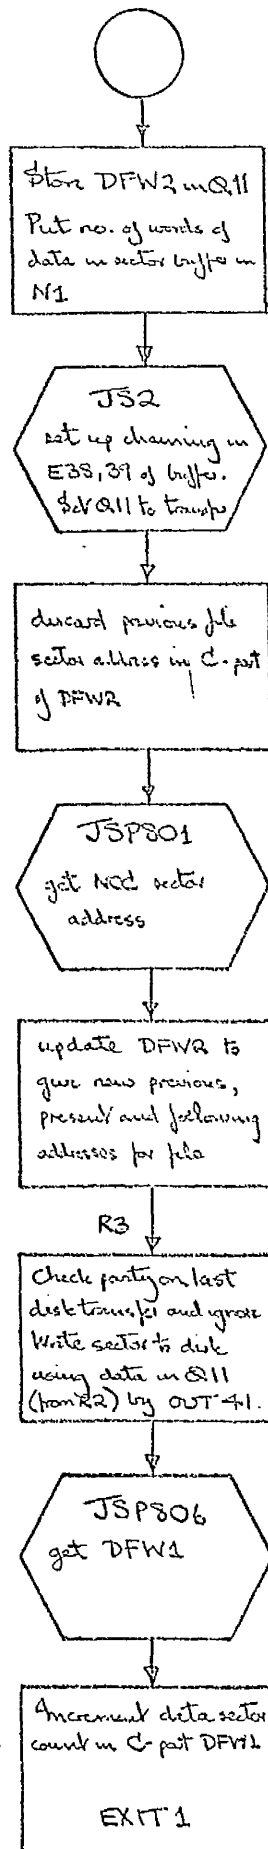 Store DFW2 in Q11
Put no. of words of
data in sector buffer in
N1
JS2
set up chaining in
E38,39 of buffer.
Set Q11 to transfer
discard previous file
sector address in C-part
of DFW2
JSP801
get NCC sector
address
update DFW2 to
give new previous,
present and following
addresses for file
R3
Check parity on last
disk transfer and ignore
Write sector to disk
using data in Q11
(from R2) by OUT 41.
JSP806
get DFW1
Increment data sector
count in C-part DFW1
EXIT 1